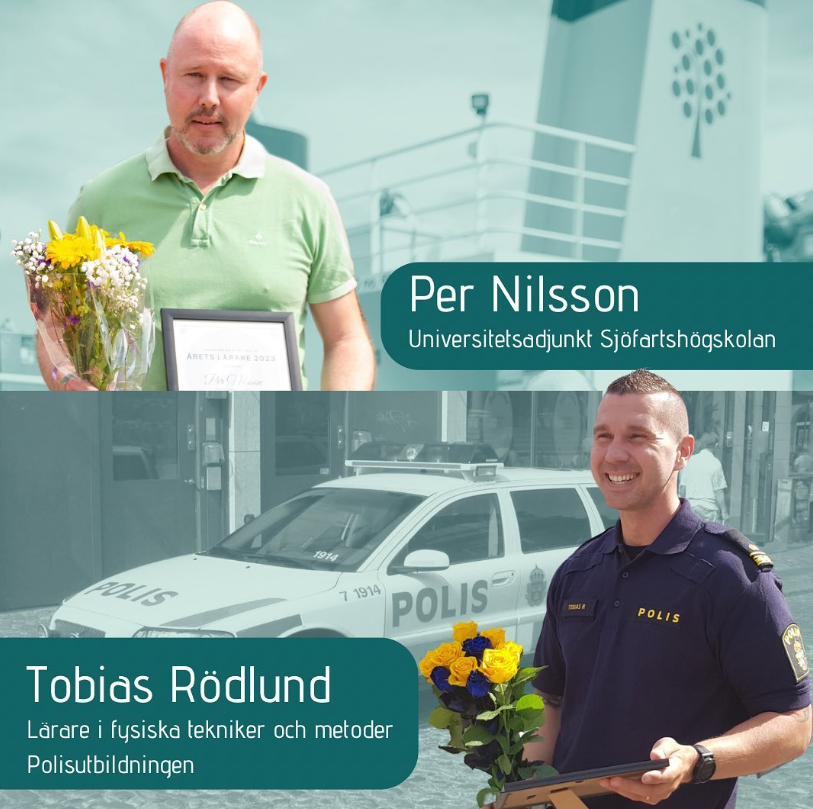 Per Nilsson
Universitetsadjunkt Sjöfartshögskolan
ÅRETS LÄRARE 2023
1914
POLIS
7 1914
POLIS
TOBIAS R
POLIS
POLIS
Tobias Rödlund
Lärare i fysiska tekniker och metoder
Polisutbildningen